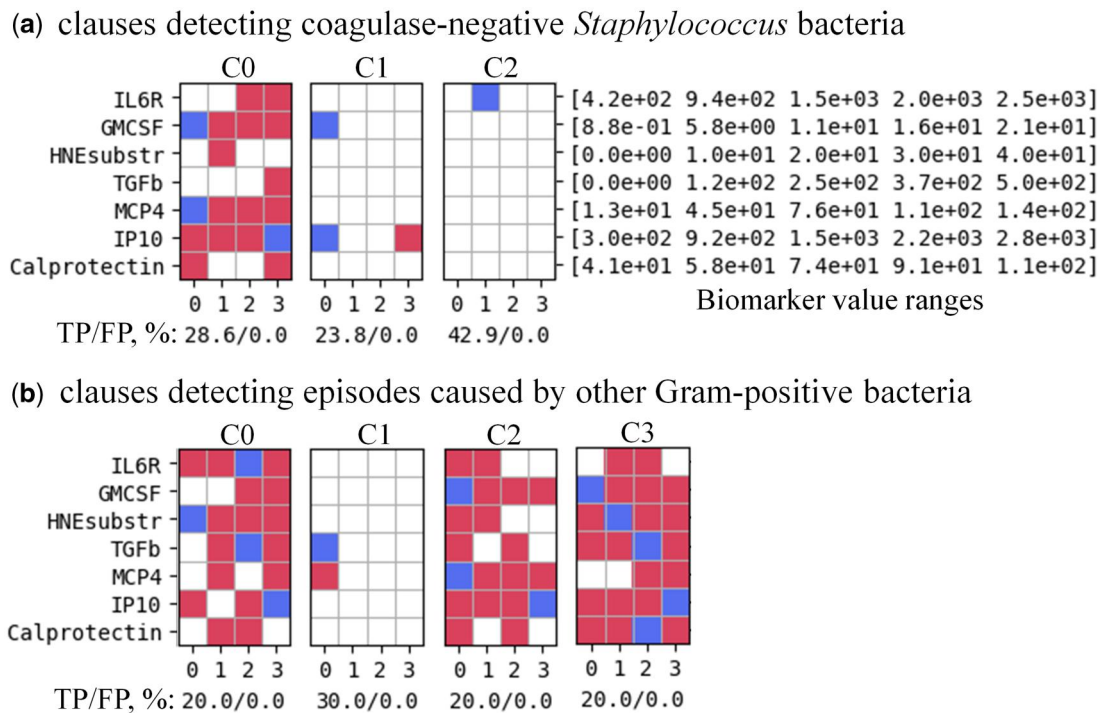 (a) clauses detecting coagulase-negative Staphylococcus bacteria
C0 C1 C2
IL6R [4.2e+02 9.4e+02 1.5e+03 2.0e+03 2.5e+03]
GMCSF [8.8e-01 5.8e+00 1.1e+01 1.6e+01 2.1e+01]
HNEsubstr [0.0e+00 1.0e+01 2.0e+01 3.0e+01 4.0e+01]
TGFb [0.0e+00 1.2e+02 2.5e+02 3.7e+02 5.0e+02]
MCP4 [1.3e+01 4.5e+01 7.6e+01 1.1e+02 1.4e+02]
IP10 [3.0e+02 9.2e+02 1.5e+03 2.2e+03 2.8e+03]
Calprotectin [4.1e+01 5.8e+01 7.4e+01 9.1e+01 1.1e+02]
0 1 2 3 0 1 2 3 0 1 2 3 Biomarker value ranges
TP/FP, %: 28.6/0.0 23.8/0.0 42.9/0.0
(b) clauses detecting episodes caused by other Gram-positive bacteria
C0 C1 C2 C3
IL6R
GMCSF
HNEsubstr
TGFb
MCP4
IP10
Calprotectin
0 1 2 3 0 1 2 3 0 1 2 3 0 1 2 3
TP/FP, %: 20.0/0.0 30.0/0.0 20.0/0.0 20.0/0.0